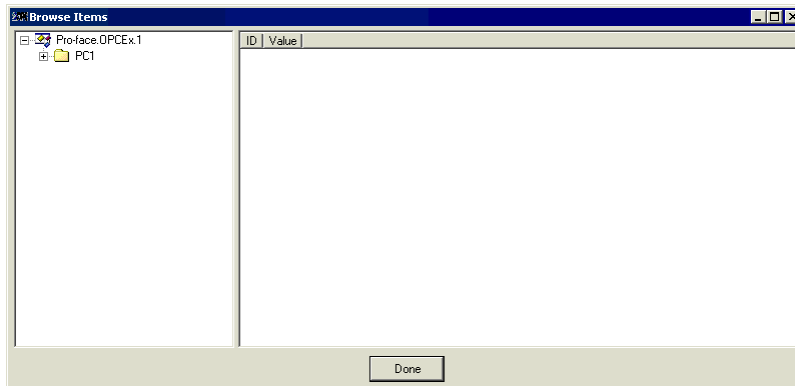 Browse Items
Pro-face.OPCEx.1
PC1
ID Value
Done